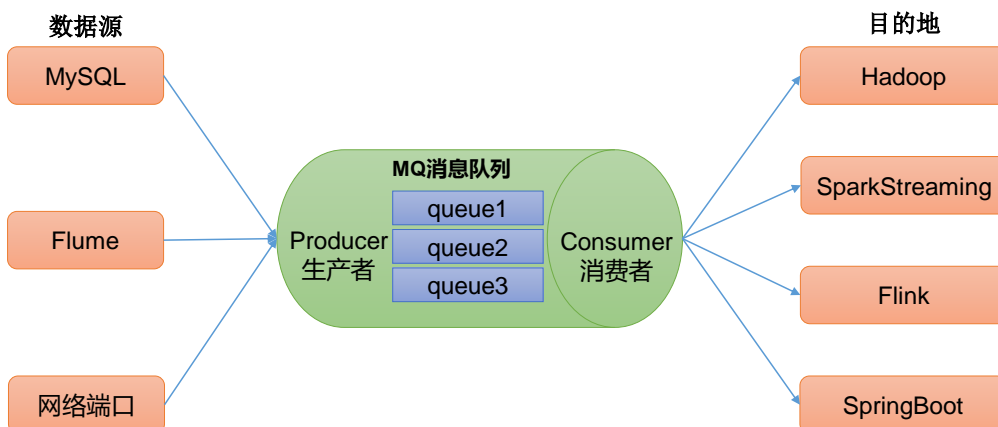 数据源
目的地
MySQL
Flume
网络端口
MQ消息队列
Producer
生产者
queue1
queue2
queue3
Consumer
消费者
Hadoop
SparkStreaming
Flink
SpringBoot